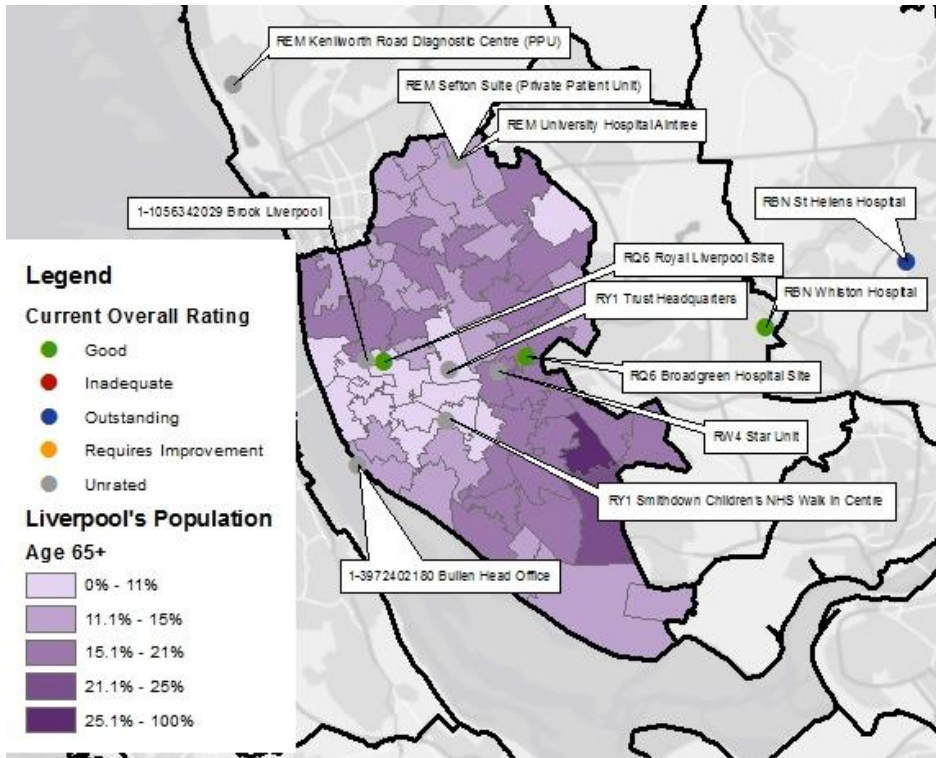 REM Kenilworth Road Diagnostic Centre (PPU)
REM Sefton Suite (Private Patient Unit)
REM University Hospital Aintree
1-1056342029 Brook Liverpool
RBN St Helens Hospital
RQ6 Royal Liverpool Site
RY1 Trust Headquarters
RBN Whiston Hospital
RQ6 Broadgreen Hospital Site
RW4 Star Unit
RY1 Smithdown Children's NHS Walk In Centre
1-3972402180 Bullen Head Office
Legend
Current Overall Rating
Good
Inadequate
Outstanding
Requires Improvement
Unrated
Liverpool's Population
Age 65+
0% - 11%
11.1% - 15%
15.1% - 21%
21.1% - 25%
25.1% - 100%